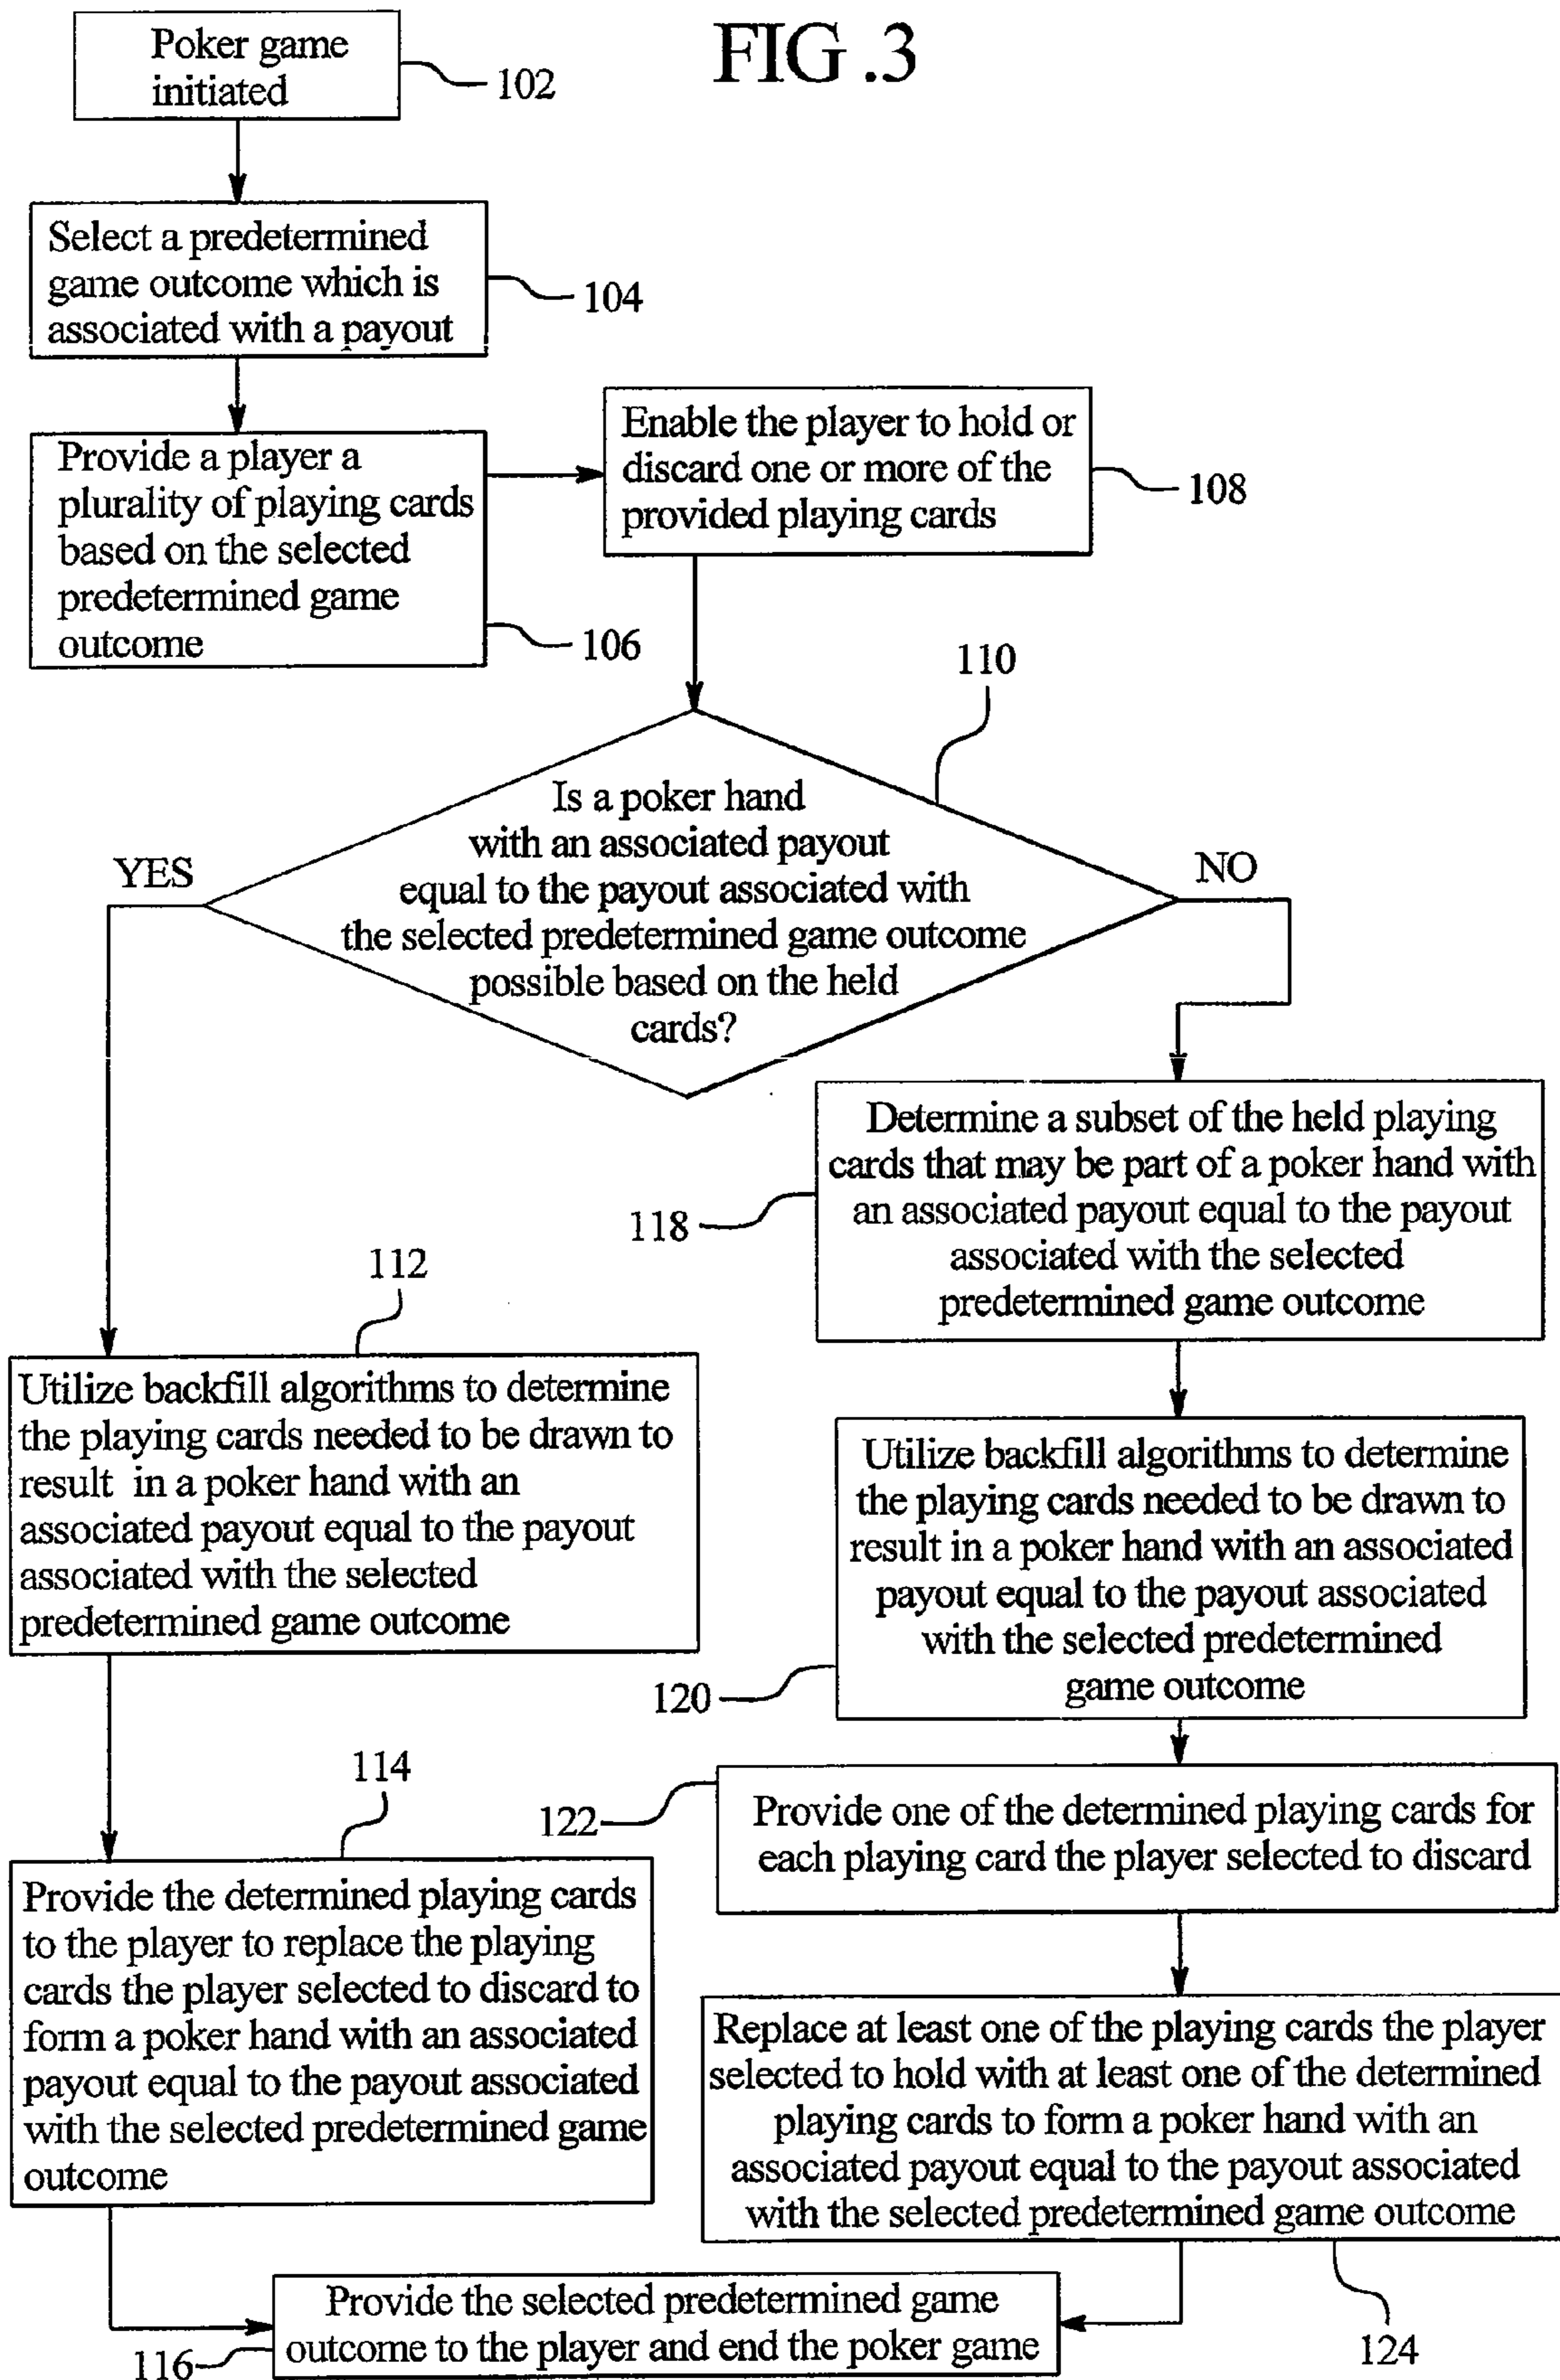 FIG .3
Poker game
initiated
102
Select a predetermined
game outcome which is
associated with a payout
104
Provide a player a
plurality of playing cards
based on the selected
predetermined game
outcome
106
Enable the player to hold or
discard one or more of the
provided playing cards
108
110
Is a poker hand
with an associated payout
equal to the payout associated with
the selected predetermined game outcome
possible based on the held
cards?
YES
NO
112
Utilize backfill algorithms to determine
the playing cards needed to be drawn to
result in a poker hand with an
associated payout equal to the payout
associated with the selected
predetermined game outcome
114
Provide the determined playing cards
to the player to replace the playing
cards the player selected to discard to
form a poker hand with an associated
payout equal to the payout associated
with the selected predetermined game
outcome
Determine a subset of the held playing
cards that may be part of a poker hand with
an associated payout equal to the payout
associated with the selected
predetermined game outcome
118
Utilize backfill algorithms to determine
the playing cards needed to be drawn to
result in a poker hand with an associated
payout equal to the payout associated
with the selected predetermined
game outcome
120
122
Provide one of the determined playing cards for
each playing card the player selected to discard
Replace at least one of the playing cards the player
selected to hold with at least one of the determined
playing cards to form a poker hand with an
associated payout equal to the payout associated
with the selected predetermined game outcome
124
Provide the selected predetermined game
outcome to the player and end the poker game
116